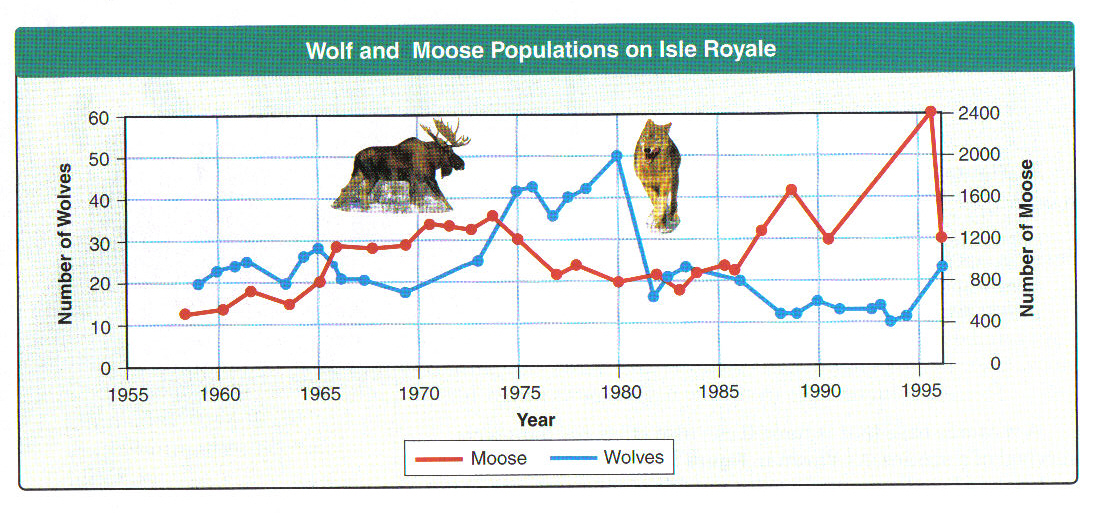 Wolf and Moose Populations on Isle Royale
Number of Wolves
60
50
40
30
20
10
0
2400
2000
1600
1200
800
400
0
Number of Moose
1955 1960 1965 1970 1975 1980 1985 1990 1995
Year
Moose Wolves